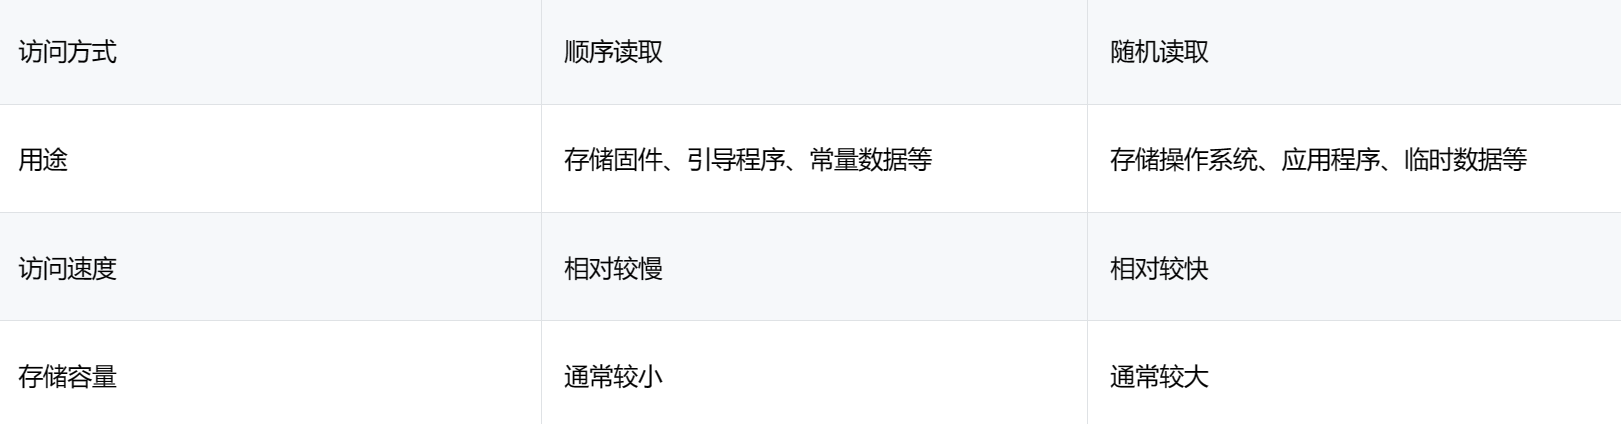 访问方式 顺序读取 随机读取
用途 存储固件、引导程序、常量数据等 存储操作系统、应用程序、临时数据等
访问速度 相对较慢 相对较快
存储容量 通常较小 通常较大